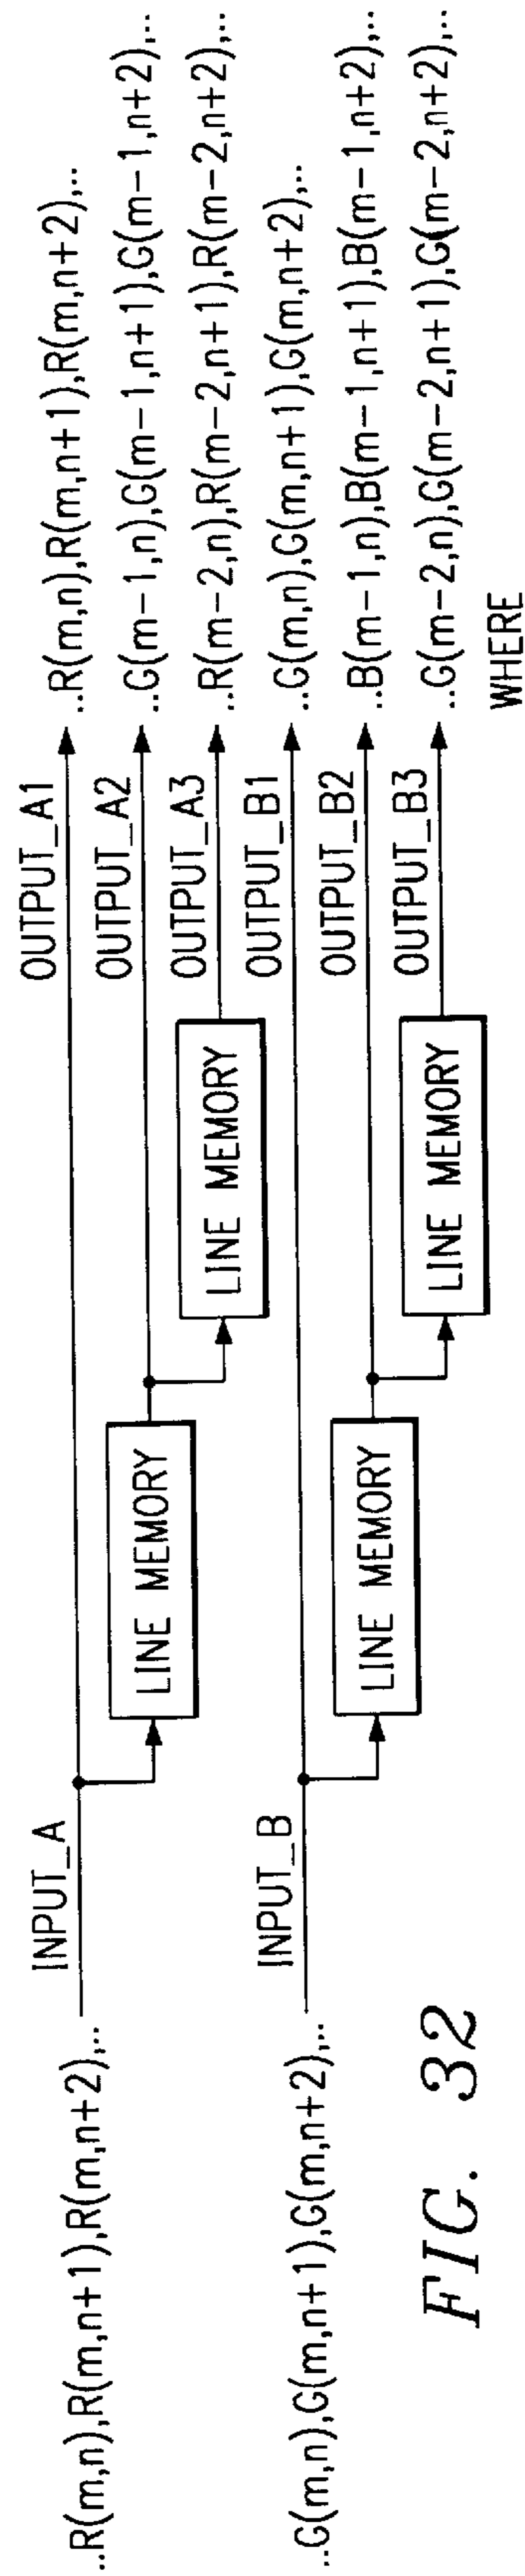 ..R(m,n),R(m,n+1),R(m,n+2),..
INPUT_A
LINE MEMORY
LINE MEMORY
OUTPUT_A1
..R(m,n),R(m,n+1),R(m,n+2),..
OUTPUT_A2
..G(m-1,n),G(m-1,n+1),G(m-1,n+2),..
OUTPUT_A3
..R(m-2,n),R(m-2,n+1),R(m-2,n+2),..
..G(m,n),G(m,n+1),G(m,n+2),..
INPUT_B
LINE MEMORY
LINE MEMORY
OUTPUT_B1
..G(m,n),G(m,n+1),G(m,n+2),..
OUTPUT_B2
..B(m-1,n),B(m-1,n+1),B(m-1,n+2),..
OUTPUT_B3
..G(m-2,n),G(m-2,n+1),G(m-2,n+2),..
WHERE
FIG. 32